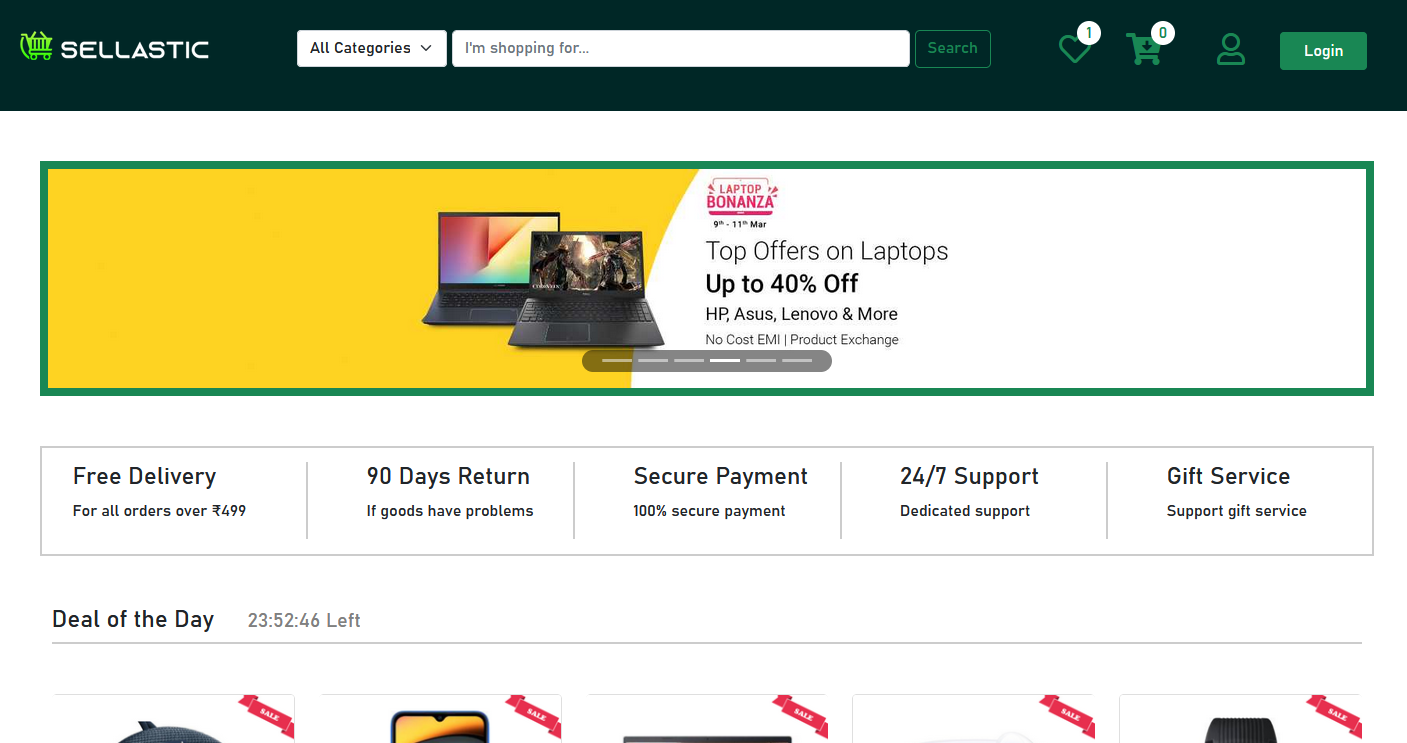 SELLASTIC
All Categories
I'm shopping for...
Search
1
0
Login
LAPTOP
BONANZA
9th - 11th Mar
Top Offers on Laptops
Up to 40% Off
HP, Asus, Lenovo & More
No Cost EMI | Product Exchange
Free Delivery
For all orders over ₹499
90 Days Return
If goods have problems
Secure Payment
100% secure payment
24/7 Support
Dedicated support
Gift Service
Support gift service
Deal of the Day
23:52:46 Left
SALE
SALE
SALE
SALE
SALE